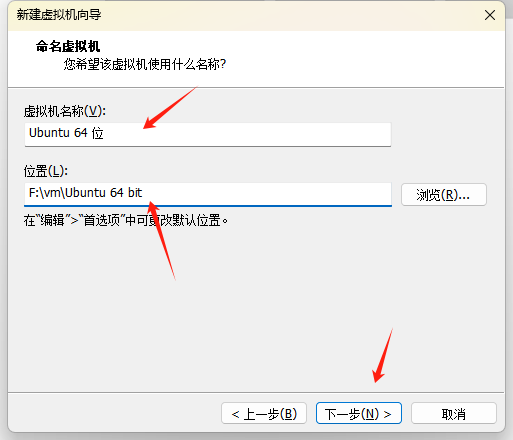 新建虚拟机向导
命名虚拟机
您希望该虚拟机使用什么名称?
虚拟机名称(V):
Ubuntu 64 位
位置(L):
F:\vm\Ubuntu 64 bit
浏览(R)...
在“编辑”>“首选项”中可更改默认位置。
< 上一步(B)
下一步(N) >
取消